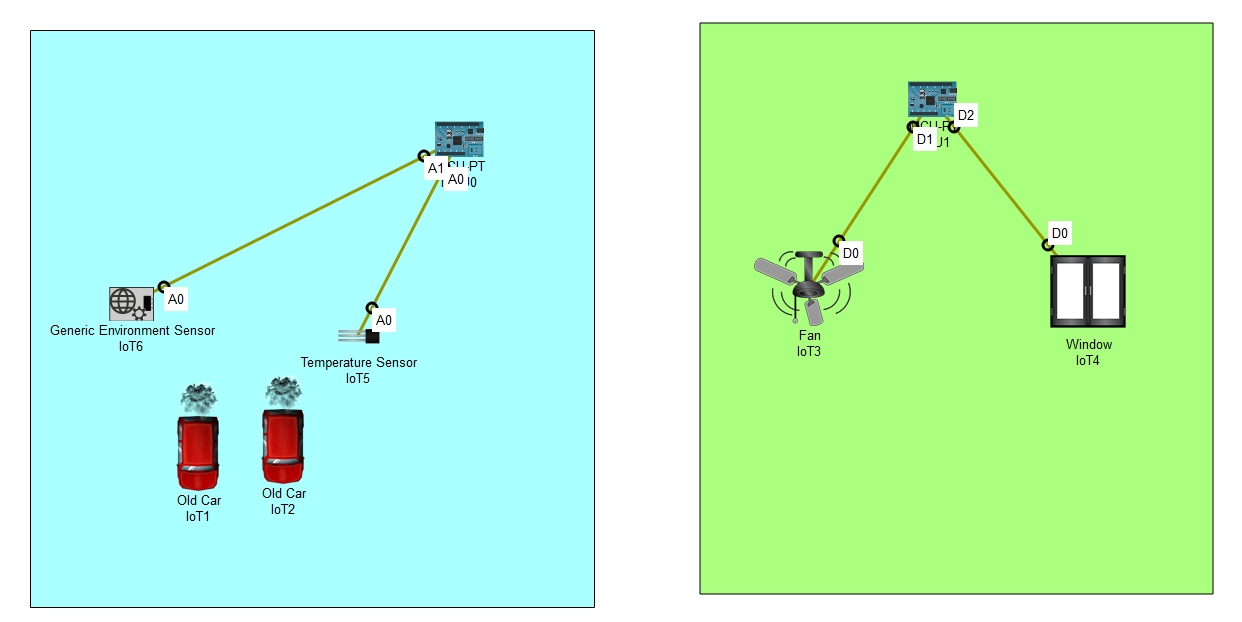 A1
PT
A0
A0
Generic Environment Sensor
IoT6
A0
Temperature Sensor
IoT5
Old Car
IoT1
Old Car
IoT2
D2
D1
D0
D0
Fan
IoT3
Window
IoT4